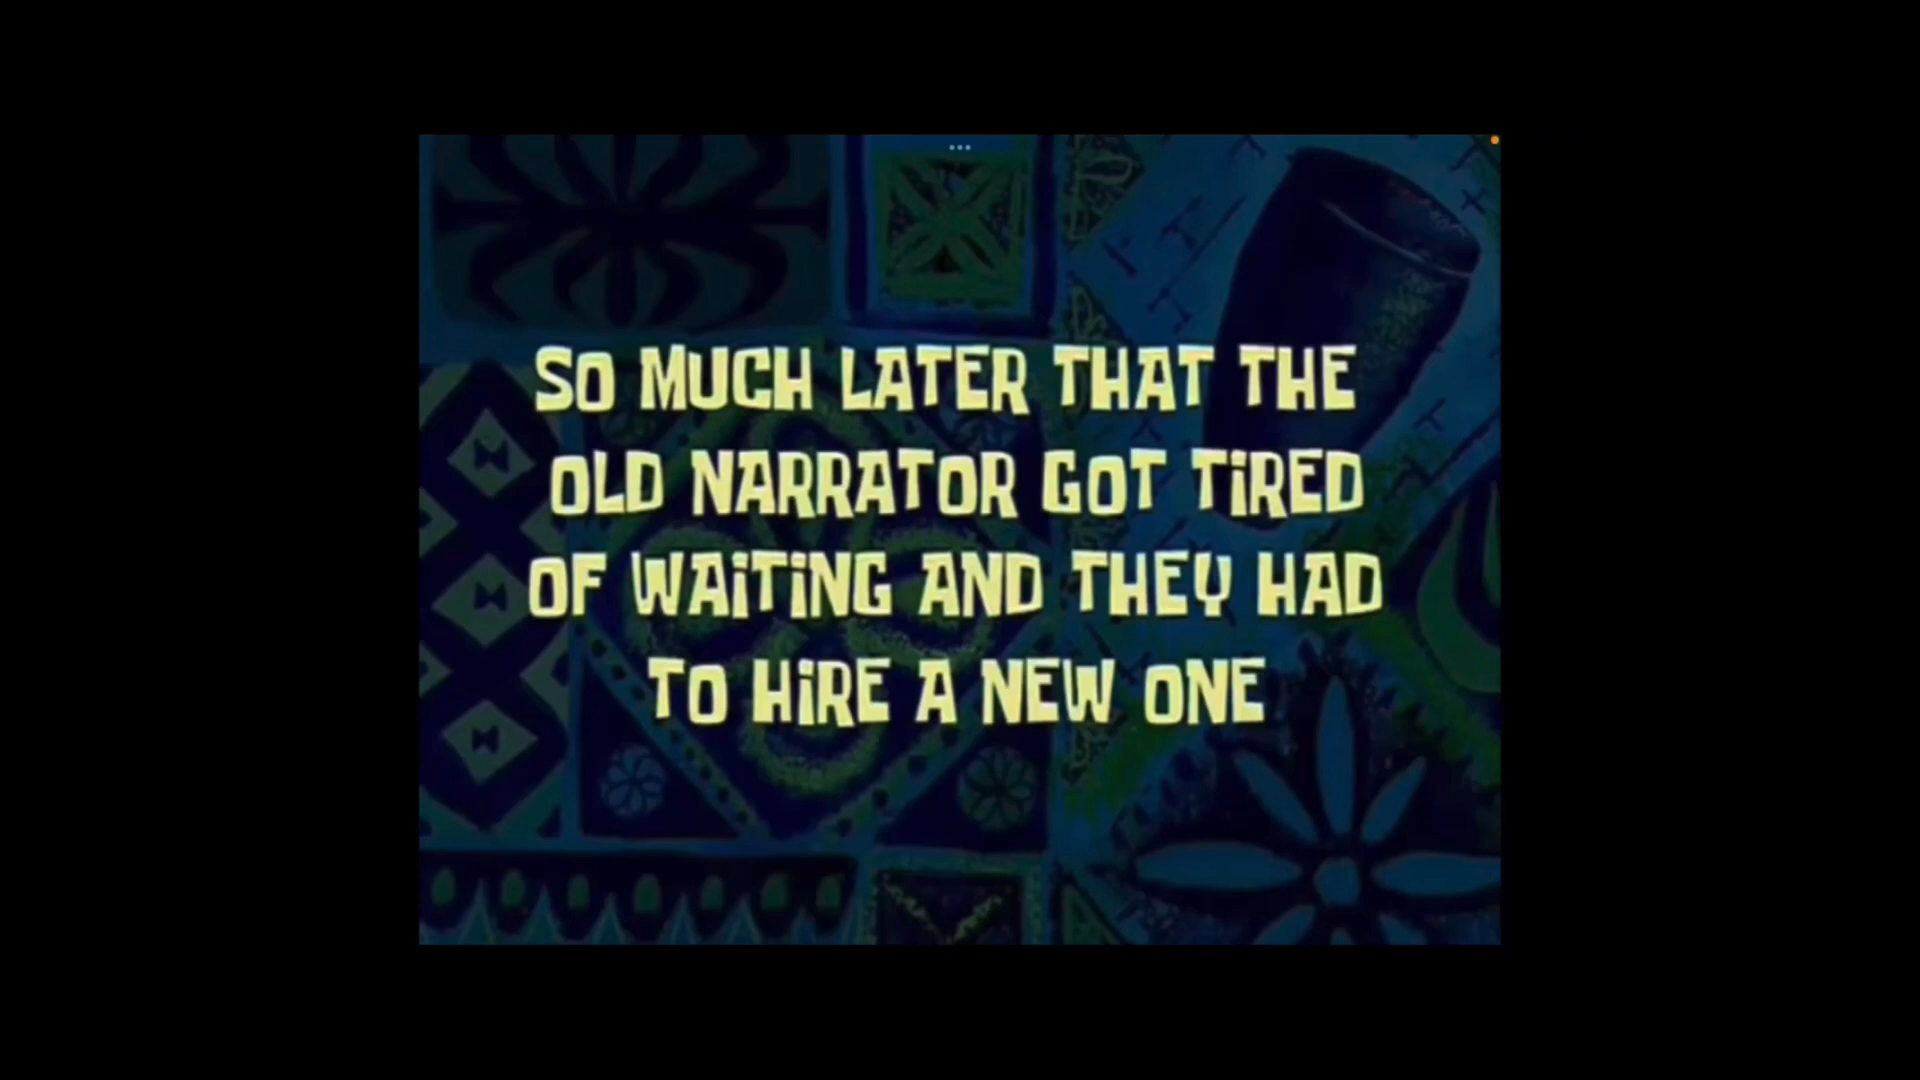 SO MUCH LATER THAT THE
OLD NARRATOR GOT TiRED
OF WAiTiNG AND THEY HAD
TO HiRE A NEW ONE